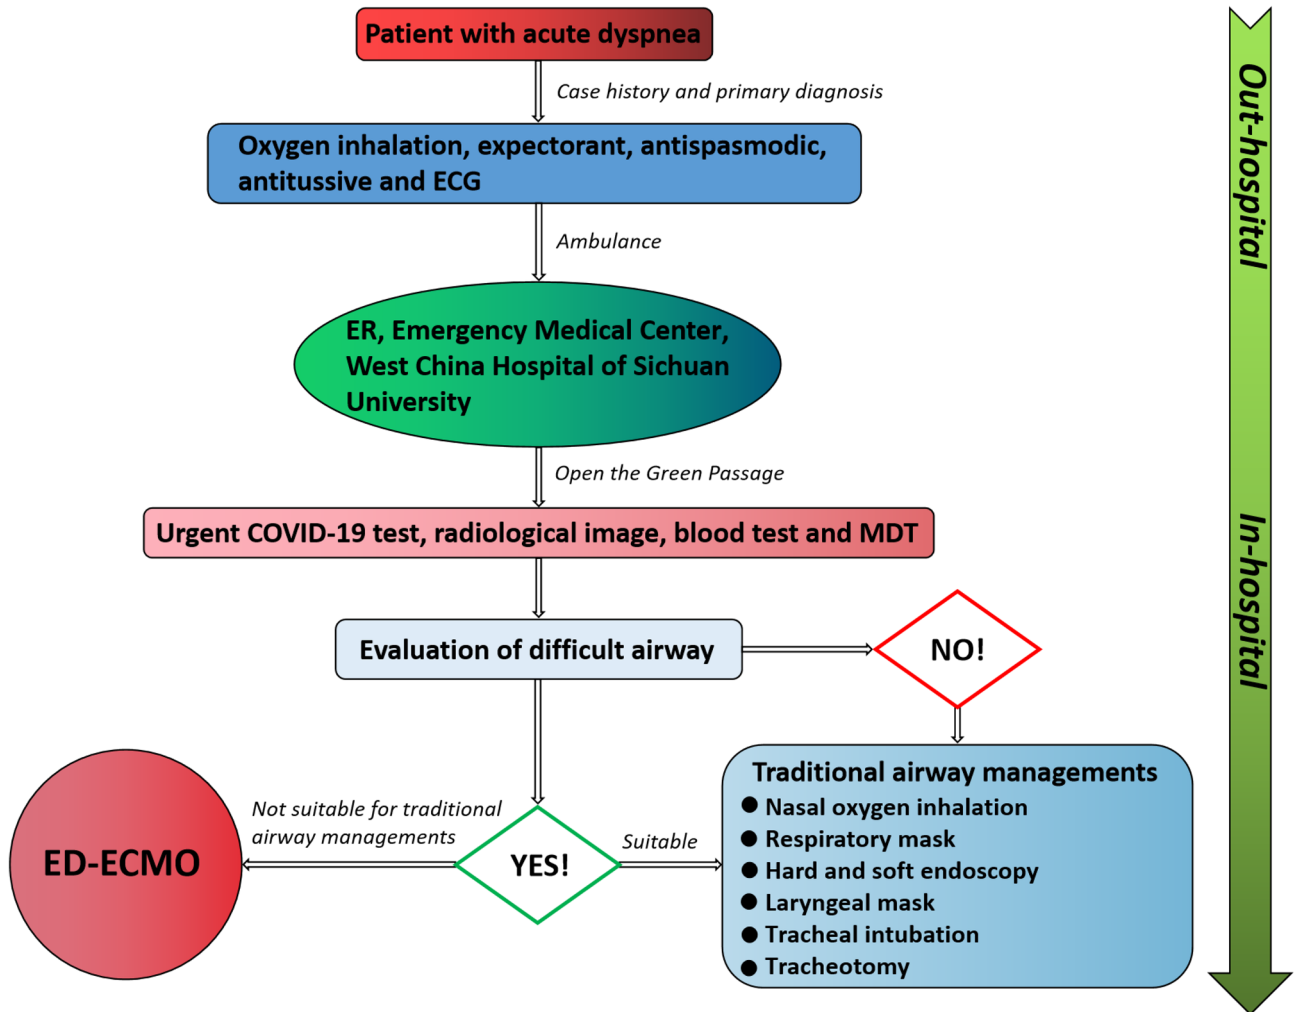 Patient with acute dyspnea
Case history and primary diagnosis
Oxygen inhalation, expectorant, antispasmodic,
antitussive and ECG
Ambulance
ER, Emergency Medical Center,
West China Hospital of Sichuan
University
Open the Green Passage
Urgent COVID-19 test, radiological image, blood test and MDT
Evaluation of difficult airway
NO!
YES!
Not suitable for traditional
airway managements
ED-ECMO
Suitable
Traditional airway managements
● Nasal oxygen inhalation
● Respiratory mask
● Hard and soft endoscopy
● Laryngeal mask
● Tracheal intubation
● Tracheotomy
Out-hospital
In-hospital